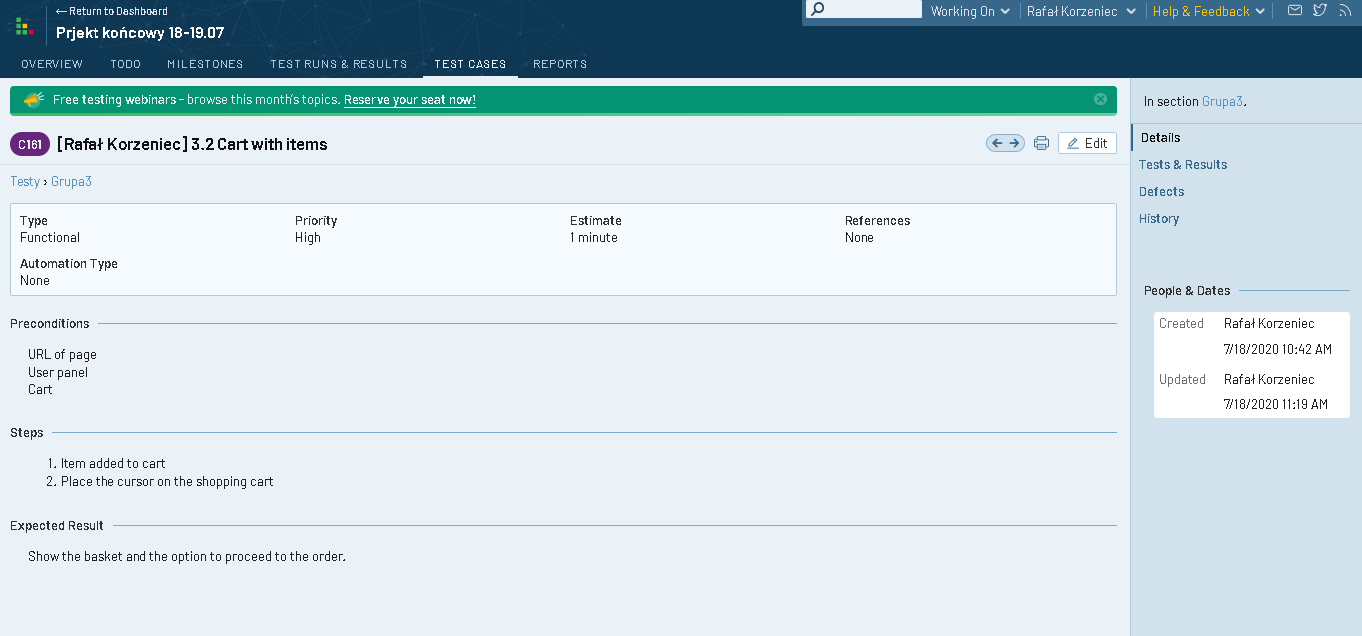 ← Return to Dashboard
Prjekt końcowy 18-19.07
Working On
Rafał Korzeniec
Help & Feedback
OVERVIEW TODO MILESTONES TEST RUNS & RESULTS TEST CASES REPORTS
Free testing webinars - browse this month's topics. Reserve your seat now!
C161 [Rafał Korzeniec] 3.2 Cart with items
Edit
Testy › Grupa3
Type Priority Estimate References
Functional High 1 minute None
Automation Type
None
Preconditions
URL of page
User panel
Cart
Steps
1. Item added to cart
2. Place the cursor on the shopping cart
Expected Result
Show the basket and the option to proceed to the order.
In section Grupa3.
Details
Tests & Results
Defects
History
People & Dates
Created Rafał Korzeniec
7/18/2020 10:42 AM
Updated Rafał Korzeniec
7/18/2020 11:19 AM